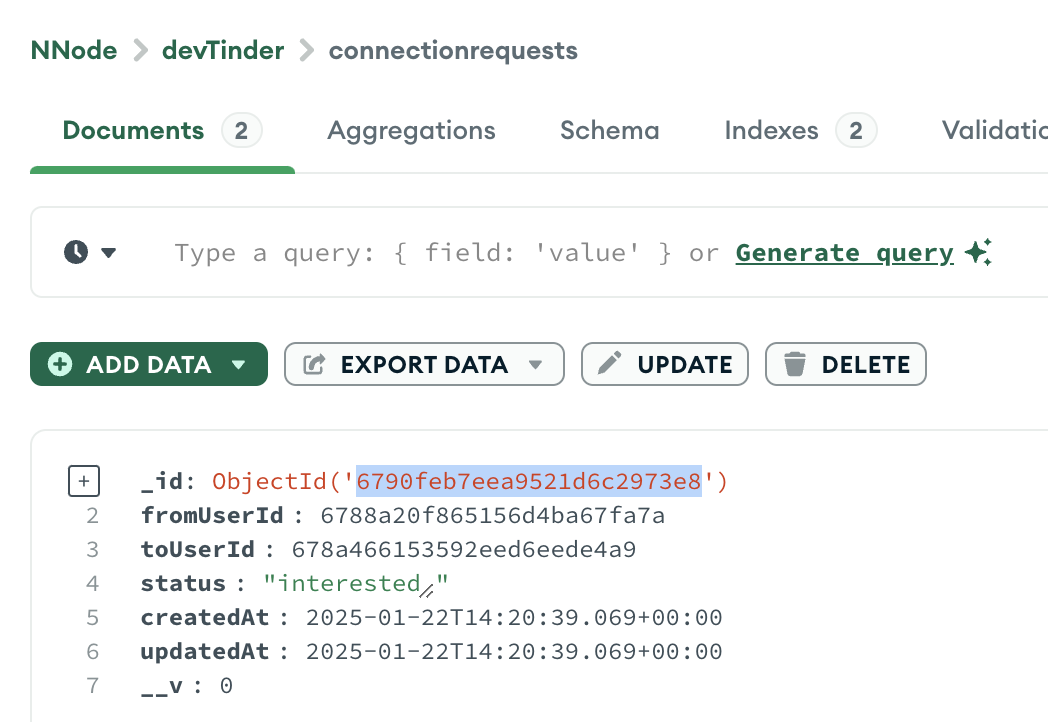 NNode > devTinder > connectionrequests
Documents 2 Aggregations Schema Indexes 2 Validatio
Type a query: { field: 'value' } or Generate query
ADD DATA EXPORT DATA UPDATE DELETE
_id: ObjectId('6790feb7eea9521d6c2973e8')
2 fromUserId : 6788a20f865156d4ba67fa7a
3 toUserId : 678a466153592eed6eede4a9
4 status : "interested"
5 createdAt : 2025-01-22T14:20:39.069+00:00
6 updatedAt : 2025-01-22T14:20:39.069+00:00
7 __v : 0